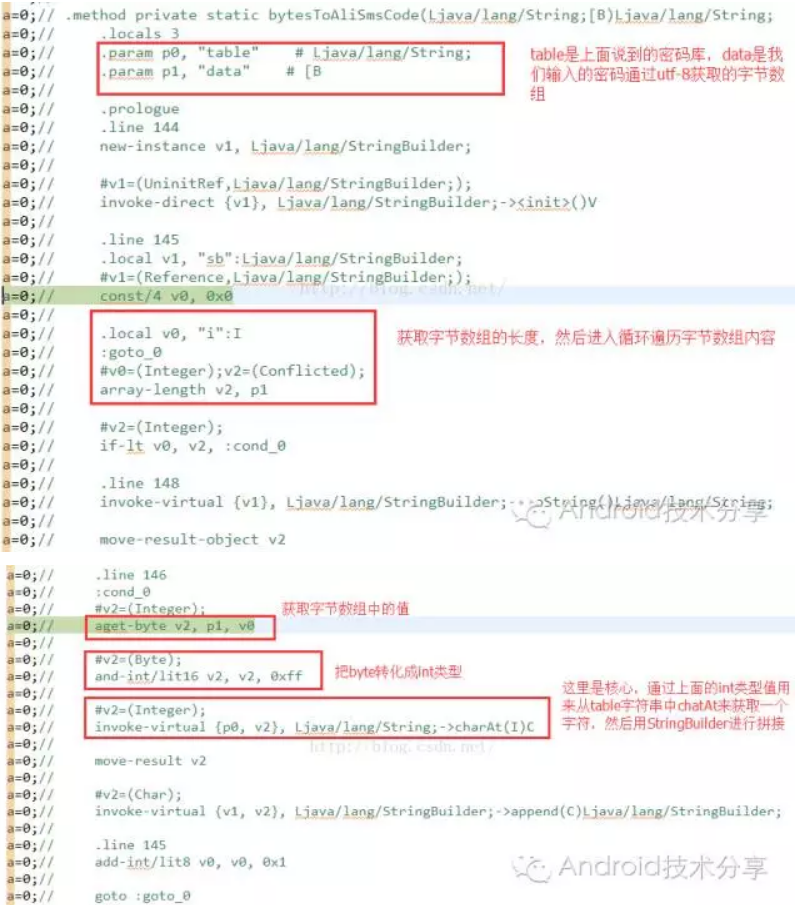 a=0;// .method private static bytesToAliSmsCode(Ljava/lang/String;[B)Ljava/lang/String;
a=0;// .locals 3
a=0;// .param p0, "table" # Ljava/lang/String;
a=0;// .param p1, "data" # [B
table是上面说到的密码库，data是我
们输入的密码通过utf-8获取的字节数
组
a=0;//
a=0;// .prologue
a=0;// .line 144
a=0;// new-instance v1, Ljava/lang/StringBuilder;
a=0;//
a=0;// #v1=(UninitRef,Ljava/lang/StringBuilder;);
a=0;// invoke-direct {v1}, Ljava/lang/StringBuilder;-><init>()V
a=0;//
a=0;// .line 145
a=0;// .local v1, "sb":Ljava/lang/StringBuilder;
a=0;// #v1=(Reference,Ljava/lang/StringBuilder;);
http://blog.csdn.net/
a=0;// const/4 v0, 0x0
a=0;//
a=0;// .local v0, "i":I
a=0;// :goto_0
a=0;// #v0=(Integer);v2=(Conflicted);
a=0;// array-length v2, p1
获取字节数组的长度，然后进入循环遍历字节数组内容
a=0;//
a=0;// #v2=(Integer);
a=0;// if-lt v0, v2, :cond_0
a=0;//
a=0;// .line 148
a=0;// invoke-virtual {v1}, Ljava/lang/StringBuilder;-oString()Ljava/lang/String;
Android技术分享
a=0;//
a=0;// move-result-object v2
a=0;// .line 146
a=0;// :cond_0
a=0;// #v2=(Integer);
获取字节数组中的值
a=0;// aget-byte v2, p1, v0
a=0;//
a=0;// #v2=(Byte);
a=0;// and-int/lit16 v2, v2, 0xff
把byte转化成int类型
a=0;//
a=0;// #v2=(Integer);
a=0;// invoke-virtual {p0, v2}, Ljava/lang/String;->charAt(I)C
这里是核心，通过上面的int类型值用
来从table字符串中chatAt来获取一个
字符，然后用StringBuilder进行拼接
http://blog.csdn.net/
a=0;//
a=0;// move-result v2
a=0;//
a=0;// #v2=(Char);
a=0;// invoke-virtual {v1, v2}, Ljava/lang/StringBuilder;->append(C)Ljava/lang/StringBuilder;
a=0;//
a=0;// .line 145
a=0;// add-int/lit8 v0, v0, 0x1
Android技术分享
a=0;//
a=0;// goto :goto_0